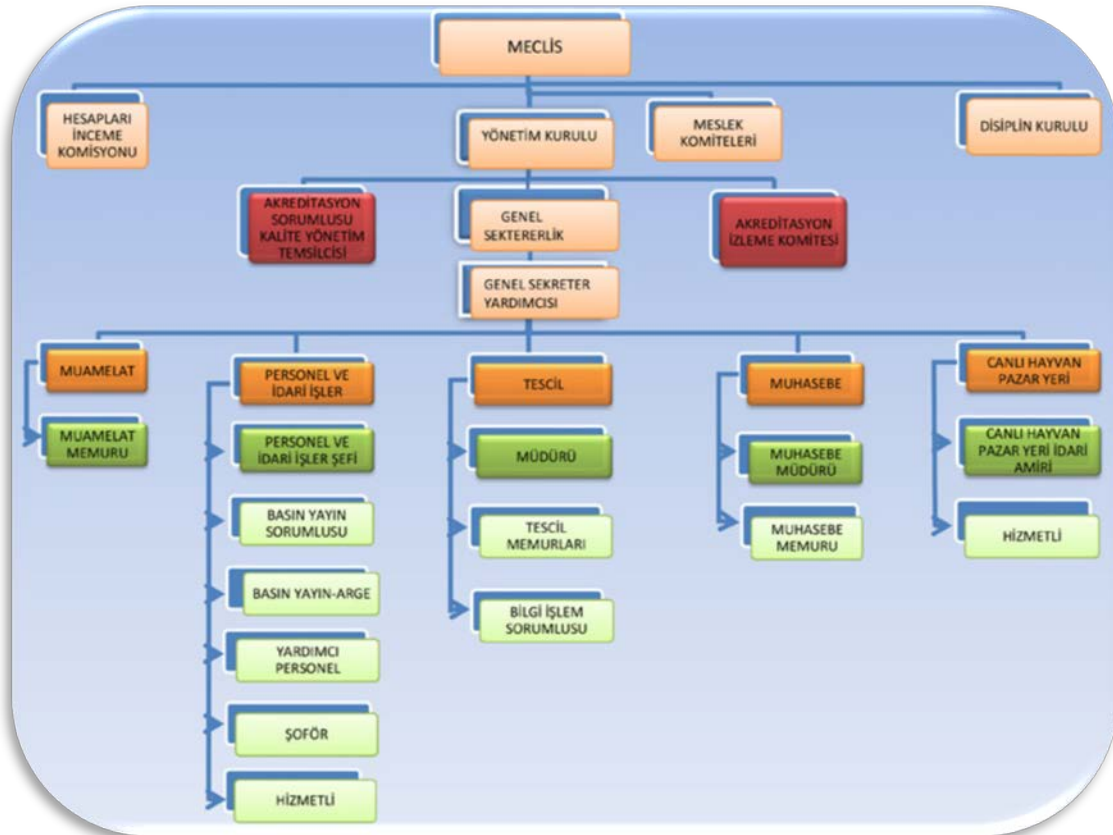 MECLİS
HESAPLARI
İNCEME
KOMİSYONU
YÖNETİM KURULU
MESLEK
KOMİTELERİ
DİSİPLİN KURULU
AKREDİTASYON
SORUMLUSU
KALİTE YÖNETİM
TEMSİLCİSİ
GENEL
SEKTERERLİK
AKREDİTASYON
İZLEME KOMİTESİ
GENEL SEKRETER
YARDIMCISI
MUAMELAT
PERSONEL VE
İDARİ İŞLER
TESCİL
MUHASEBE
CANLI HAYVAN
PAZAR YERİ
MUAMELAT
MEMURU
PERSONEL VE
İDARİ İŞLER ŞEFİ
MÜDÜRÜ
MUHASEBE
MÜDÜRÜ
CANLI HAYVAN
PAZAR YERİ İDARİ
AMİRİ
BASIN YAYIN
SORUMLUSU
TESCİL
MEMURLARI
MUHASEBE
MEMURU
HİZMETLİ
BASIN YAYIN-ARGE
BİLGİ İŞLEM
SORUMLUSU
YARDIMCI
PERSONEL
ŞOFÖR
HİZMETLİ